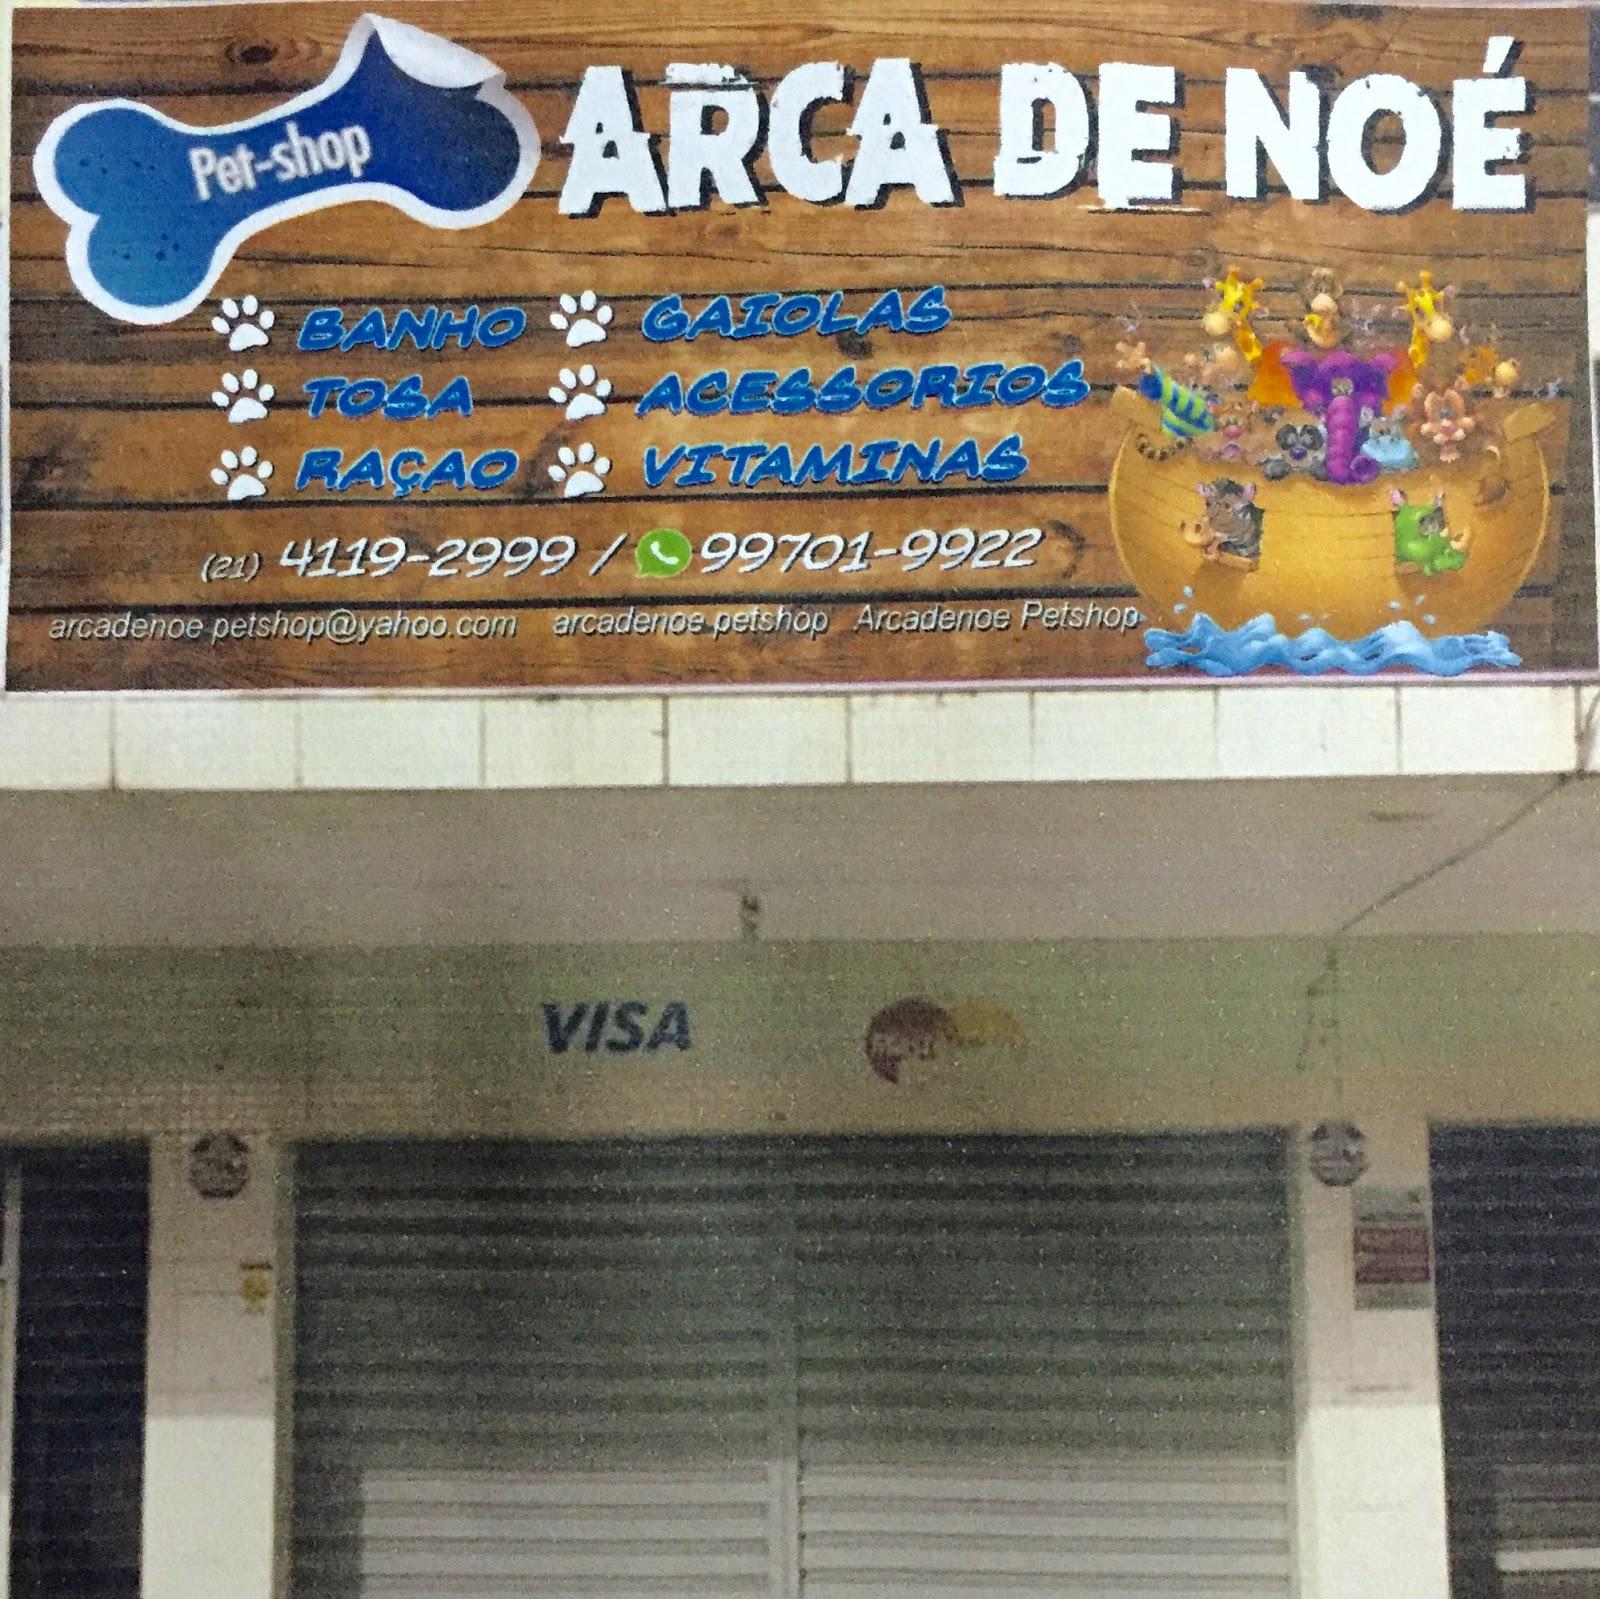 Pet-shop
ARCA DE NOÉ
BANHO
GAIOLAS
TOSA
ACESSORIOS
RAÇAO
VITAMINAS
(21) 4119-2999 / 99701-9922
arcadenoe petshop@yahoo.com arcadenoe.petshop Arcadenoe Petshop
VISA